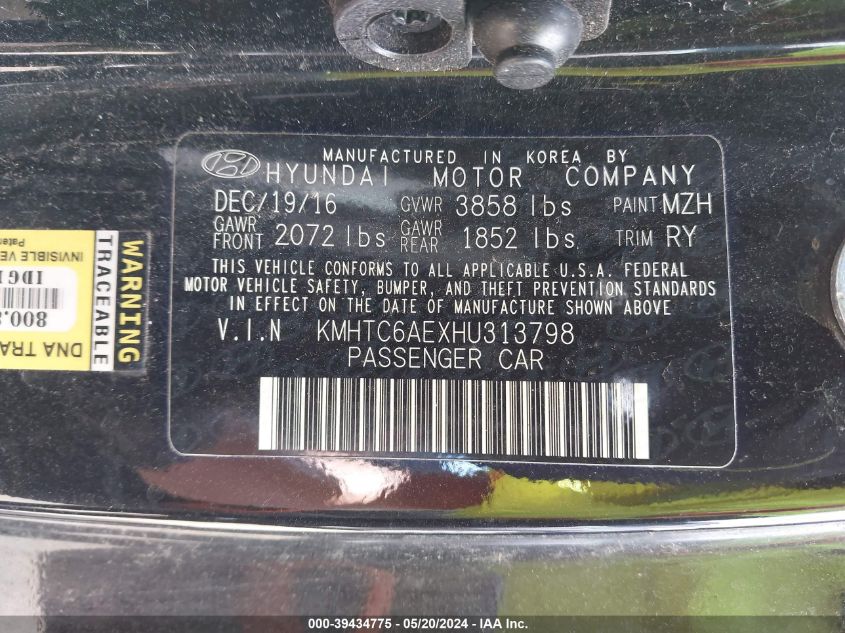 MANUFACTURED IN KOREA BY
HYUNDAI MOTOR COMPANY
DEC/19/16 GVWR 3858 lbs PAINT MZH
GAWR FRONT 2072 lbs GAWR REAR 1852 lbs TRIM RY
THIS VEHICLE CONFORMS TO ALL APPLICABLE U.S.A. FEDERAL
MOTOR VEHICLE SAFETY, BUMPER, AND THEFT PREVENTION STANDARDS
IN EFFECT ON THE DATE OF MANUFACTURE SHOWN ABOVE
V.I.N KMHTC6AEXHU313798
PASSENGER CAR
WARNING
TRACEABLE
INVISIBLE
DNA
000-39434775 - 05/20/2024 - IAA Inc.